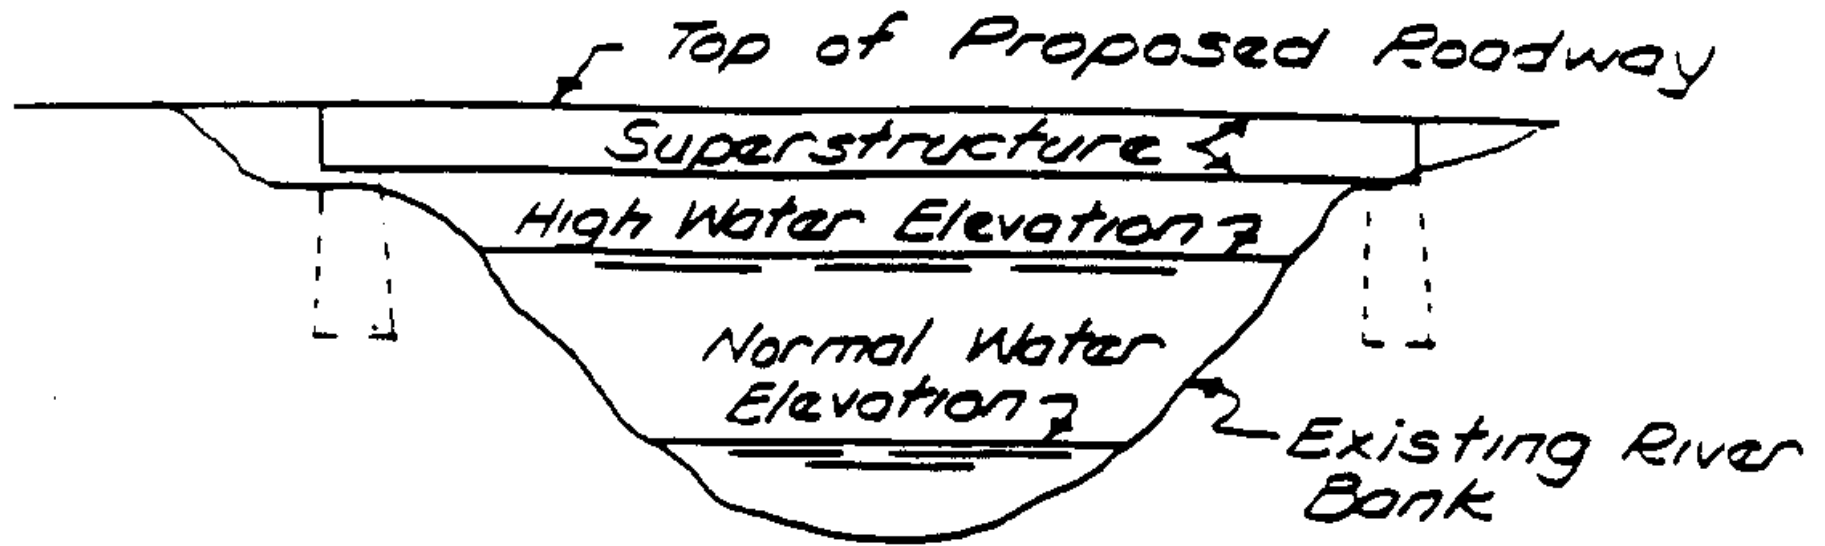 Top of Proposed Roadway
Superstructure
High Water Elevation
Normal Water
Elevation
Existing River
Bank